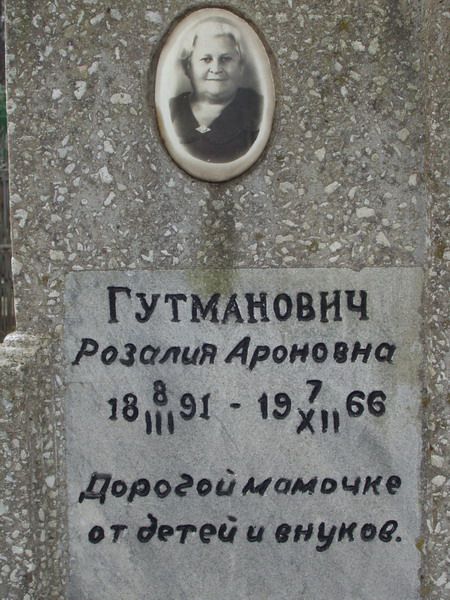 ГУТМАНОВИЧ
Розалия Ароновна
18 8/III 91 - 19 7/XII 66
Дорогой мамочке
от детей и внуков.